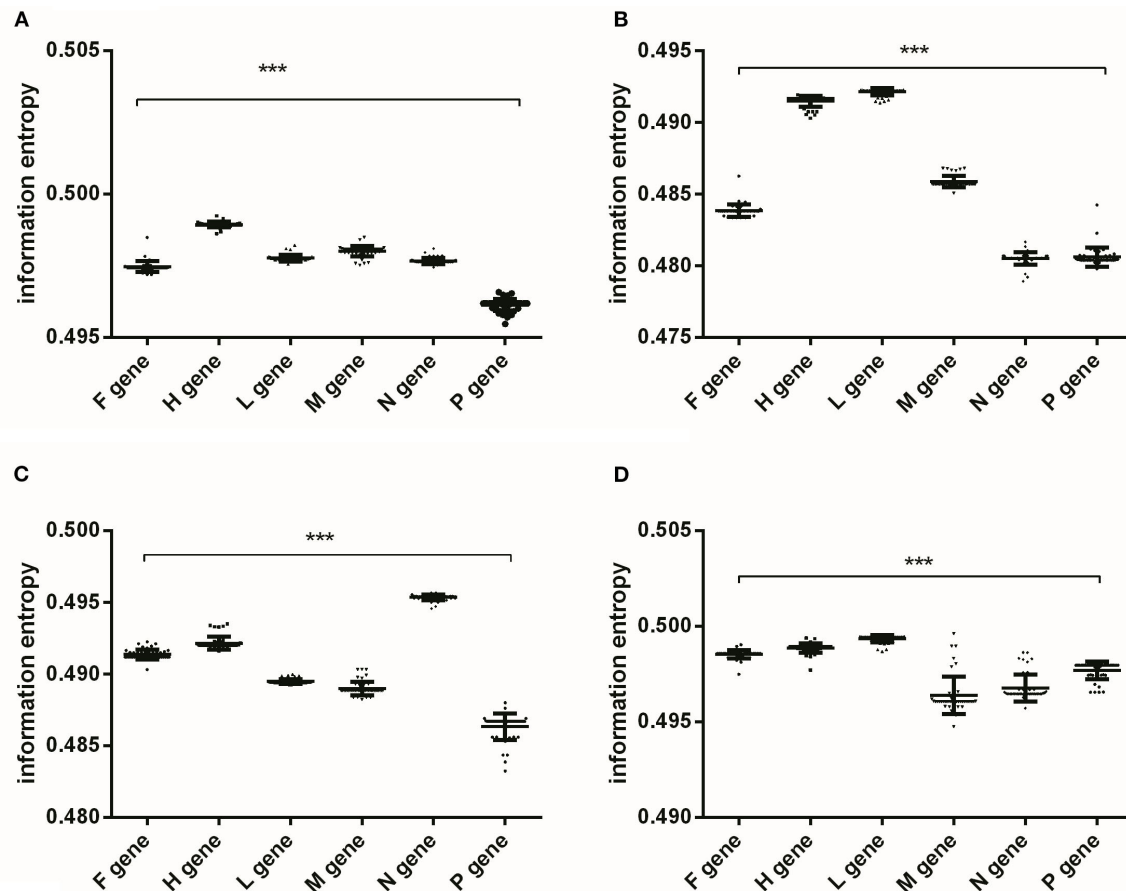 A
information entropy
0.505
0.500
0.495
***
F gene
H gene
L gene
M gene
N gene
P gene
B
information entropy
0.495
0.490
0.485
0.480
0.475
***
F gene
H gene
L gene
M gene
N gene
P gene
C
information entropy
0.500
0.495
0.490
0.485
0.480
***
F gene
H gene
L gene
M gene
N gene
P gene
D
information entropy
0.505
0.500
0.495
0.490
***
F gene
H gene
L gene
M gene
N gene
P gene